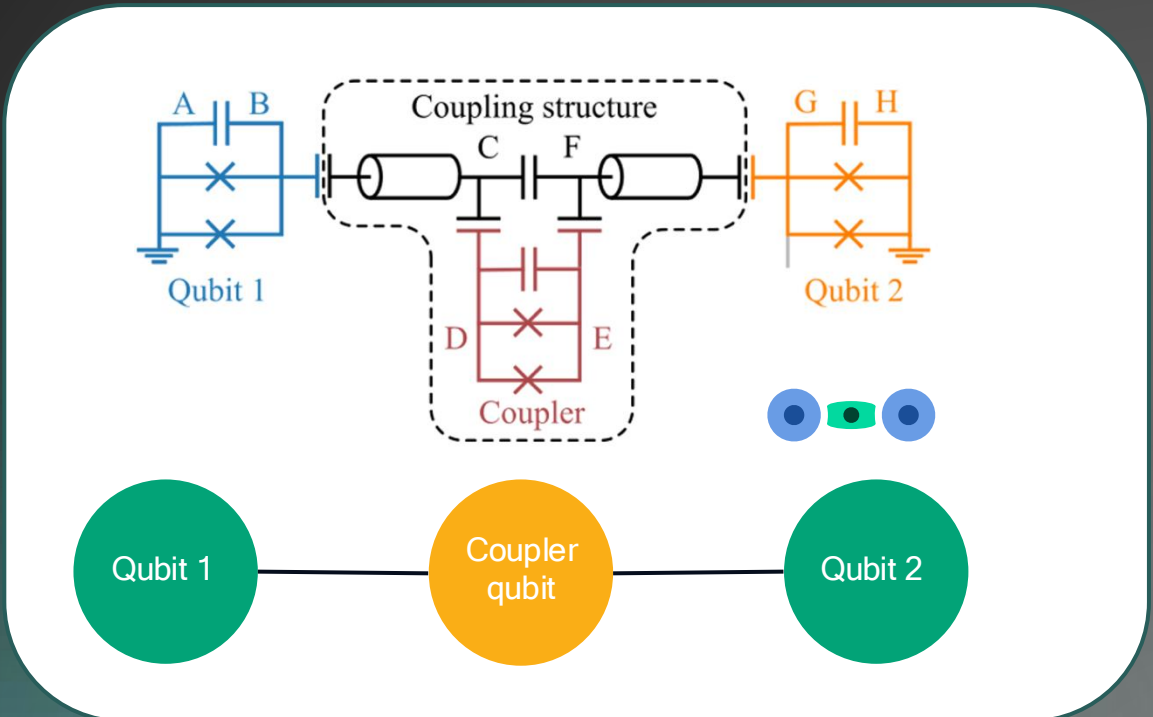 A B
Coupling structure
G H
C F
Qubit 1
Qubit 2
D E
Coupler
Qubit 1
Coupler
qubit
Qubit 2